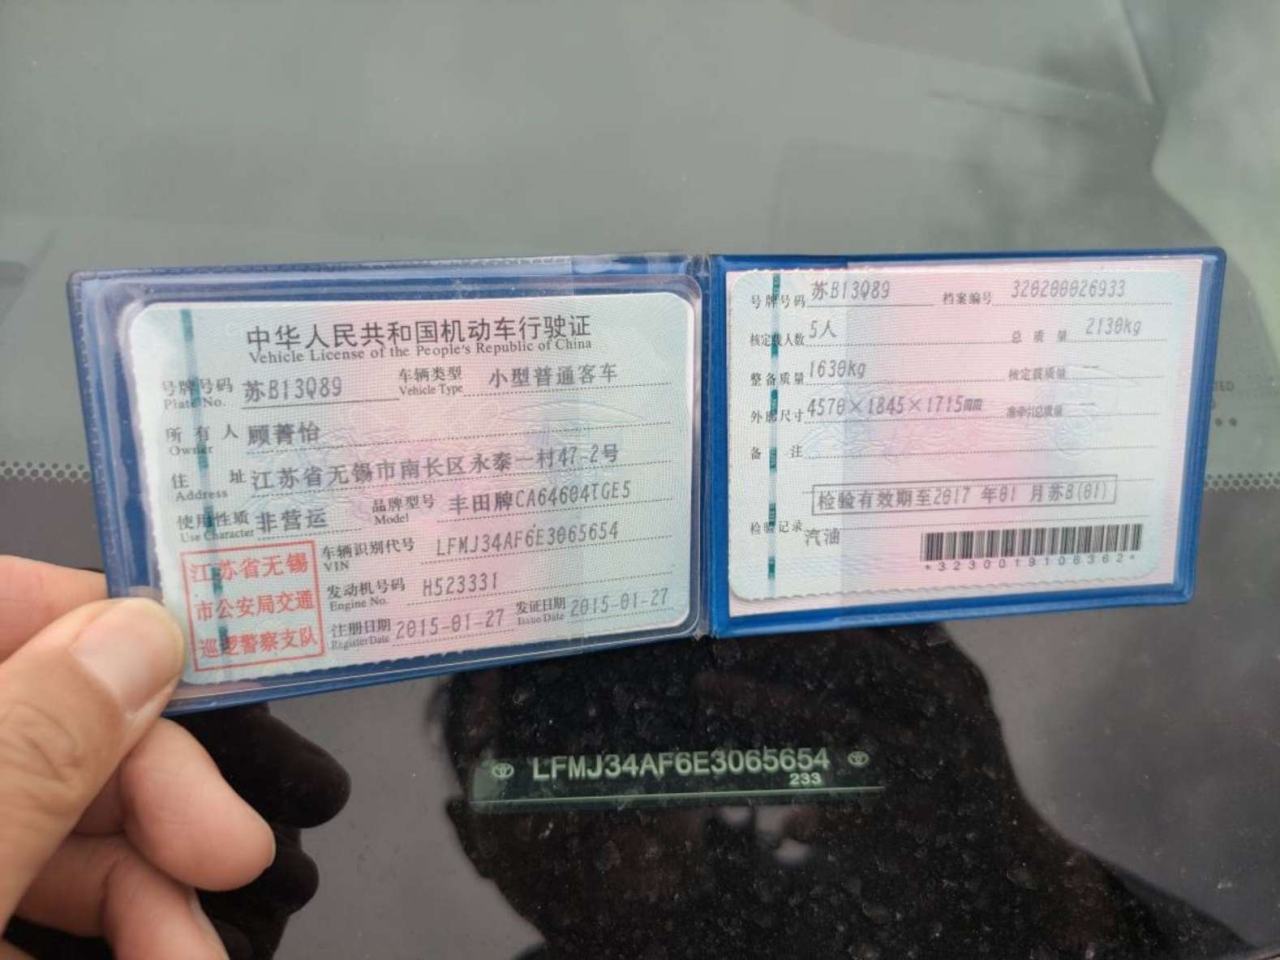 中华人民共和国机动车行驶证
Vehicle License of the People's Republic of China
号牌号码 苏B13Q89 车辆类型 小型普通客车
Plate No. Vehicle Type
所有人 顾菁怡
Owner
住址 江苏省无锡市南长区永泰一村47-2号
Address
使用性质 非营运 品牌型号 丰田牌CA64604TGE5
Use Character Model
江苏省无锡
市公安局交通
巡逻警察支队
车辆识别代号 LFMJ34AF6E3065654
VIN
发动机号码 H523331
Engine No.
注册日期 2015-01-27 发证日期 2015-01-27
Register Date Issue Date
号牌号码 苏B13Q89 档案编号 320200026933
核定载人数 5人 总质量 2130kg
整备质量 1630kg 核定载质量 --
外廓尺寸 4570×1845×1715mm 准牵引总质量 --
备注
检验有效期至2017 年01 月苏B(01)
检验记录
汽油
*3230019108362*
LFMJ34AF6E3065654
233